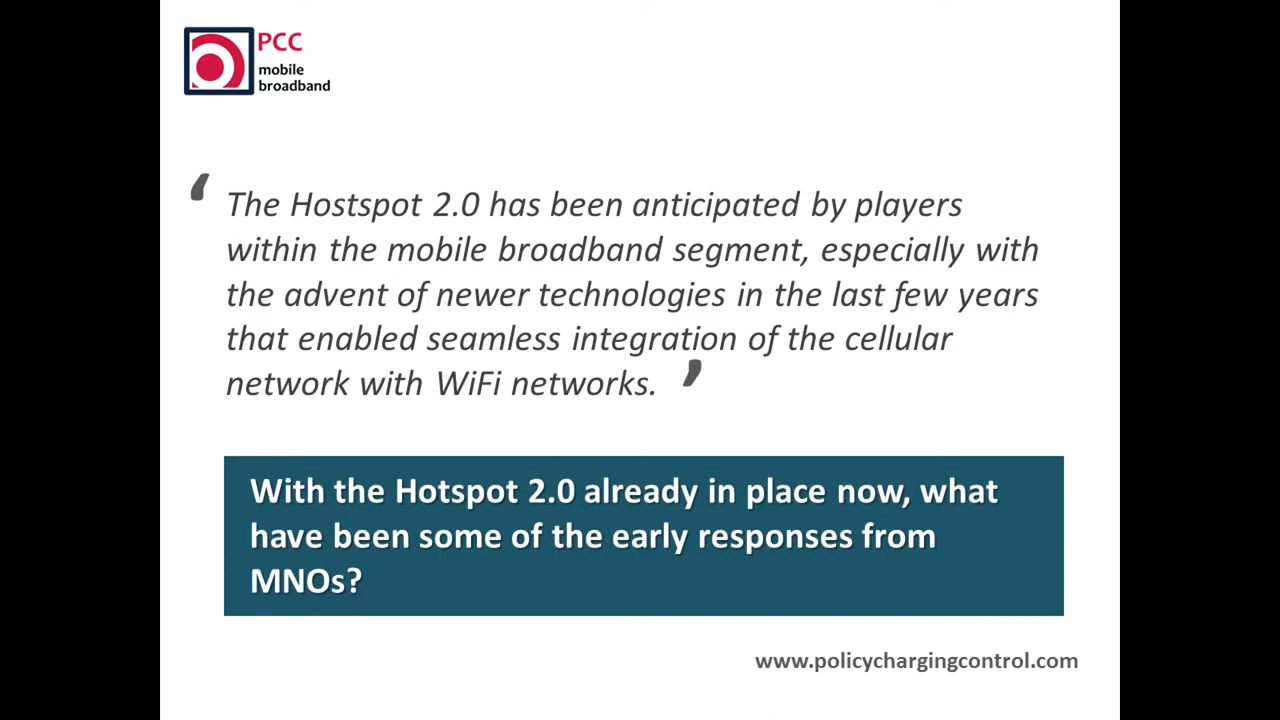 PCC
mobile
broadband
‘
The Hostspot 2.0 has been anticipated by players
within the mobile broadband segment, especially with
the advent of newer technologies in the last few years
that enabled seamless integration of the cellular
network with WiFi networks. ’
With the Hotspot 2.0 already in place now, what
have been some of the early responses from
MNOs?
www.policychargingcontrol.com